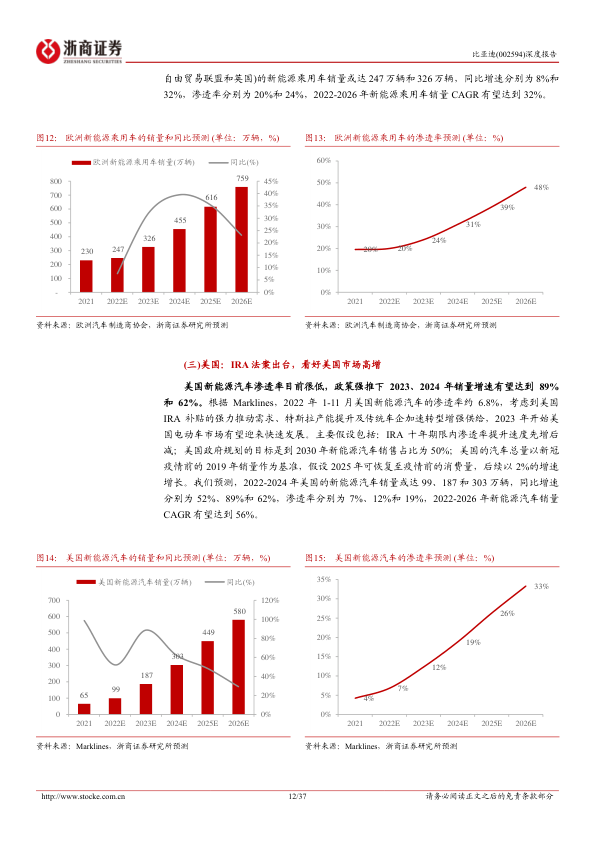 浙商证券
ZHESHANG SECURITIES
比亚迪(002594)深度报告
自由贸易联盟和英国)的新能源乘用车销量或达 247 万辆和 326 万辆，同比增速分别为 8%和
32%，渗透率分别为 20%和 24%，2022-2026 年新能源乘用车销量 CAGR 有望达到 32%。
图12： 欧洲新能源乘用车的销量和同比预测 (单位：万辆，%)
欧洲新能源乘用车销量(万辆) 同比(%)
800 45%
700 40%
600 35%
500 30%
400 25%
300 20%
200 15%
100 10%
- 5%
0%
230 247 326 455 616 759
2021 2022E 2023E 2024E 2025E 2026E
资料来源：欧洲汽车制造商协会，浙商证券研究所预测
图13： 欧洲新能源乘用车的渗透率预测 (单位：%)
60%
50%
40%
30%
20%
10%
0%
20% 20% 24% 31% 39% 48%
2021 2022E 2023E 2024E 2025E 2026E
资料来源：欧洲汽车制造商协会，浙商证券研究所预测
(三)美国：IRA 法案出台，看好美国市场高增
美国新能源汽车渗透率目前很低，政策强推下 2023、2024 年销量增速有望达到 89%
和 62%。根据 Marklines，2022 年 1-11 月美国新能源汽车的渗透率约 6.8%，考虑到美国
IRA 补贴的强力推动需求、特斯拉产能提升及传统车企加速转型增强供给，2023 年开始美
国电动车市场有望迎来快速发展。主要假设包括：IRA 十年期限内渗透率提升速度先增后
减；美国政府规划的目标是到 2030 年新能源汽车销售占比为 50%；美国的汽车总量以新冠
疫情前的 2019 年销量作为基准，假设 2025 年可恢复至疫情前的消费量，后续以 2%的增速
增长。我们预测，2022-2024 年美国的新能源汽车销量或达 99，187 和 303 万辆，同比增速
分别为 52%、89%和 62%，渗透率分别为 7%、12%和 19%，2022-2026 年新能源汽车销量
CAGR 有望达到 56%。
图14： 美国新能源汽车的销量和同比预测 (单位：万辆，%)
美国新能源汽车销量(万辆) 同比(%)
700 120%
600 100%
500 80%
400 60%
300 40%
200 20%
100 0%
0
65 99 187 303 449 580
2021 2022E 2023E 2024E 2025E 2026E
资料来源：Marklines，浙商证券研究所预测
图15： 美国新能源汽车的渗透率预测 (单位：%)
35%
30%
25%
20%
15%
10%
5%
0%
4% 7% 12% 19% 26% 33%
2021 2022E 2023E 2024E 2025E 2026E
资料来源：Marklines，浙商证券研究所预测
http://www.stocke.com.cn 12/37 请务必阅读正文之后的免责条款部分